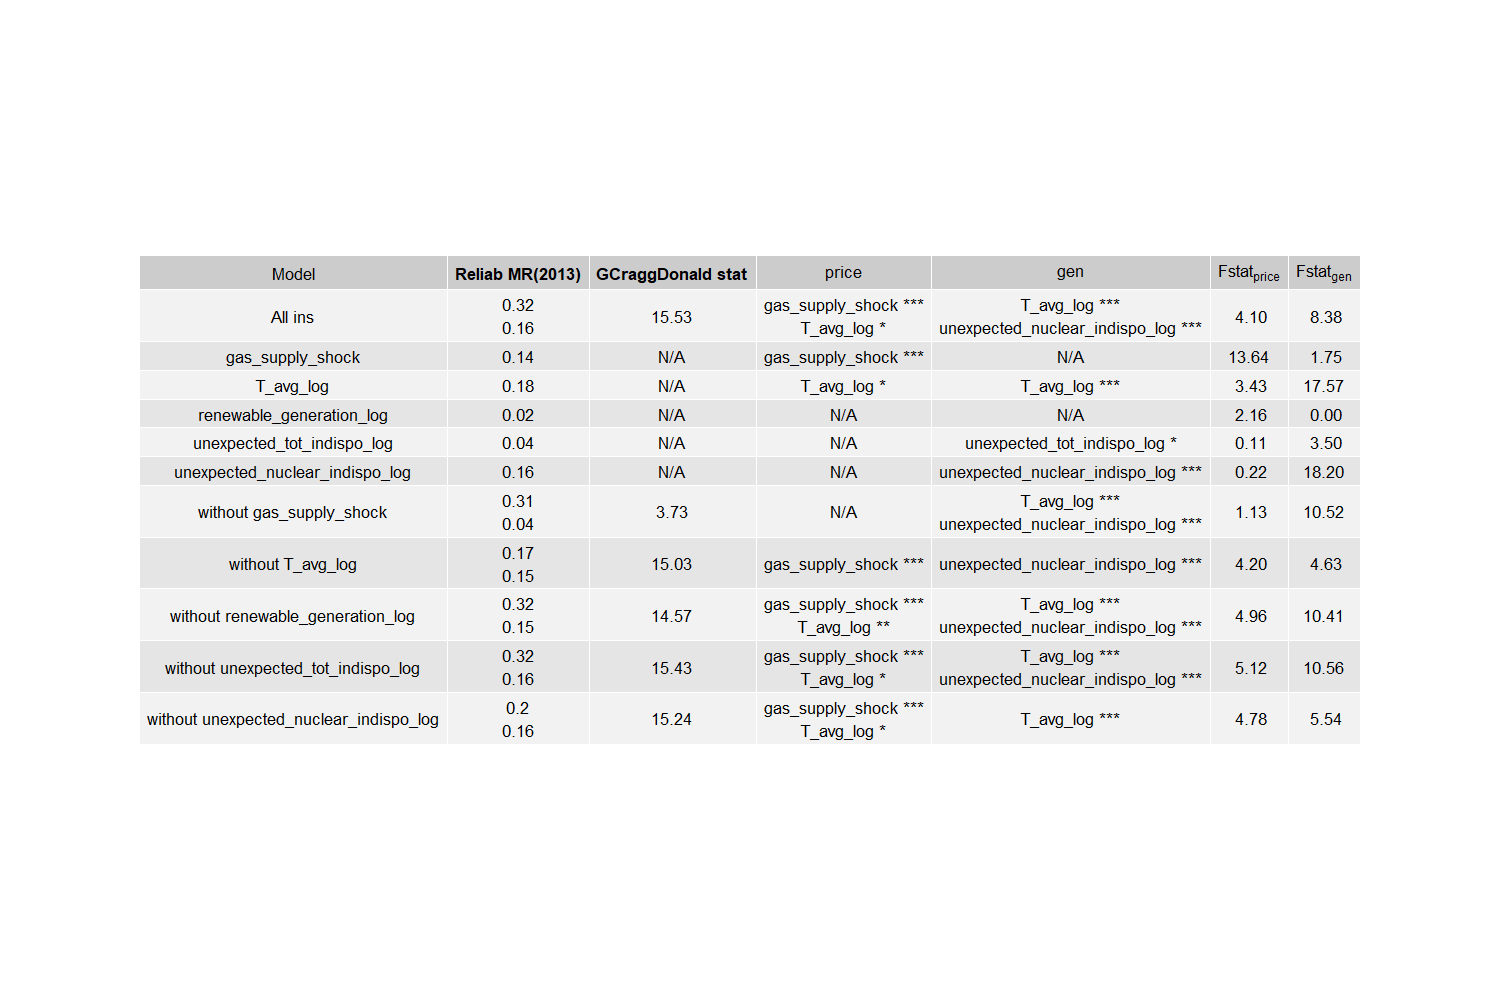 Model Reliab MR(2013) GCraggDonald stat price gen Fstatprice Fstatgen
All ins 0.32 0.16 15.53 gas_supply_shock *** T_avg_log * T_avg_log *** unexpected_nuclear_indispo_log *** 4.10 8.38
gas_supply_shock 0.14 N/A gas_supply_shock *** N/A 13.64 1.75
T_avg_log 0.18 N/A T_avg_log * T_avg_log *** 3.43 17.57
renewable_generation_log 0.02 N/A N/A N/A 2.16 0.00
unexpected_tot_indispo_log 0.04 N/A N/A unexpected_tot_indispo_log * 0.11 3.50
unexpected_nuclear_indispo_log 0.16 N/A N/A unexpected_nuclear_indispo_log *** 0.22 18.20
without gas_supply_shock 0.31 0.04 3.73 N/A T_avg_log *** unexpected_nuclear_indispo_log *** 1.13 10.52
without T_avg_log 0.17 0.15 15.03 gas_supply_shock *** unexpected_nuclear_indispo_log *** 4.20 4.63
without renewable_generation_log 0.32 0.15 14.57 gas_supply_shock *** T_avg_log ** T_avg_log *** unexpected_nuclear_indispo_log *** 4.96 10.41
without unexpected_tot_indispo_log 0.32 0.16 15.43 gas_supply_shock *** T_avg_log * T_avg_log *** unexpected_nuclear_indispo_log *** 5.12 10.56
without unexpected_nuclear_indispo_log 0.2 0.16 15.24 gas_supply_shock *** T_avg_log * T_avg_log *** 4.78 5.54